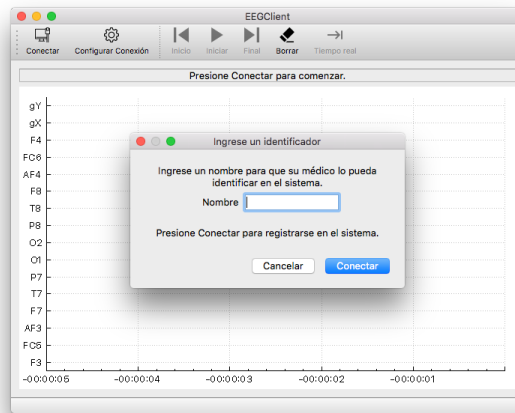 EEGClient
Conectar
Configurar Conexión
Inicio
Iniciar
Final
Borrar
Tiempo real
Presione Conectar para comenzar.
Ingrese un identificador
Ingrese un nombre para que su médico lo pueda
identificar en el sistema.
Nombre
Presione Conectar para registrarse en el sistema.
Cancelar
Conectar
gY
gX
F4
FC6
AF4
F8
T8
P8
O2
O1
P7
T7
F7
AF3
FC5
F3
-00:00:05
-00:00:04
-00:00:03
-00:00:02
-00:00:01